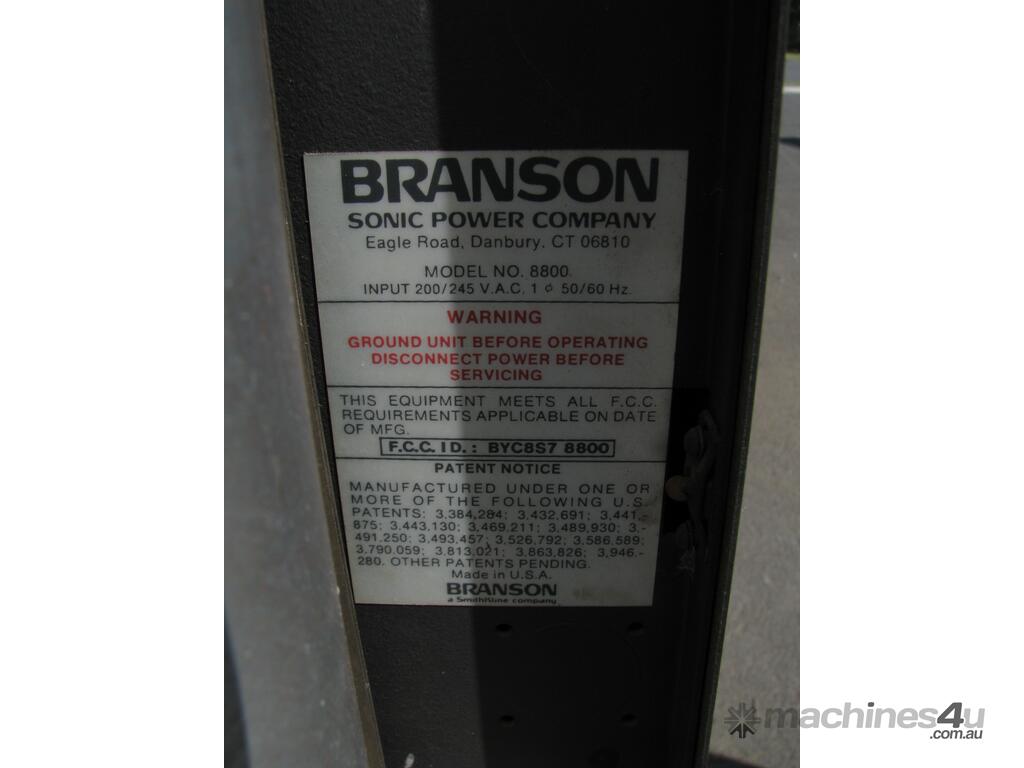 BRANSON
SONIC POWER COMPANY
Eagle Road, Danbury, CT 06810
MODEL NO. 8800
INPUT 200/245 V.A.C. 1 ø 50/60 Hz.
WARNING
GROUND UNIT BEFORE OPERATING
DISCONNECT POWER BEFORE
SERVICING
THIS EQUIPMENT MEETS ALL F.C.C.
REQUIREMENTS APPLICABLE ON DATE
OF MFG.
F.C.C. ID.: BYC8S7 8800
PATENT NOTICE
MANUFACTURED UNDER ONE OR
MORE OF THE FOLLOWING U.S.
PATENTS: 3,384,284; 3,432,691; 3,441,-
875; 3,443,130; 3,469,211; 3,489,930; 3,-
491,250; 3,493,457; 3,526,792; 3,586,589;
3,790,059; 3,813,021; 3,863,826; 3,946,-
280. OTHER PATENTS PENDING.
Made in U.S.A.
BRANSON
a SmithKline company
machines4u
.com.au